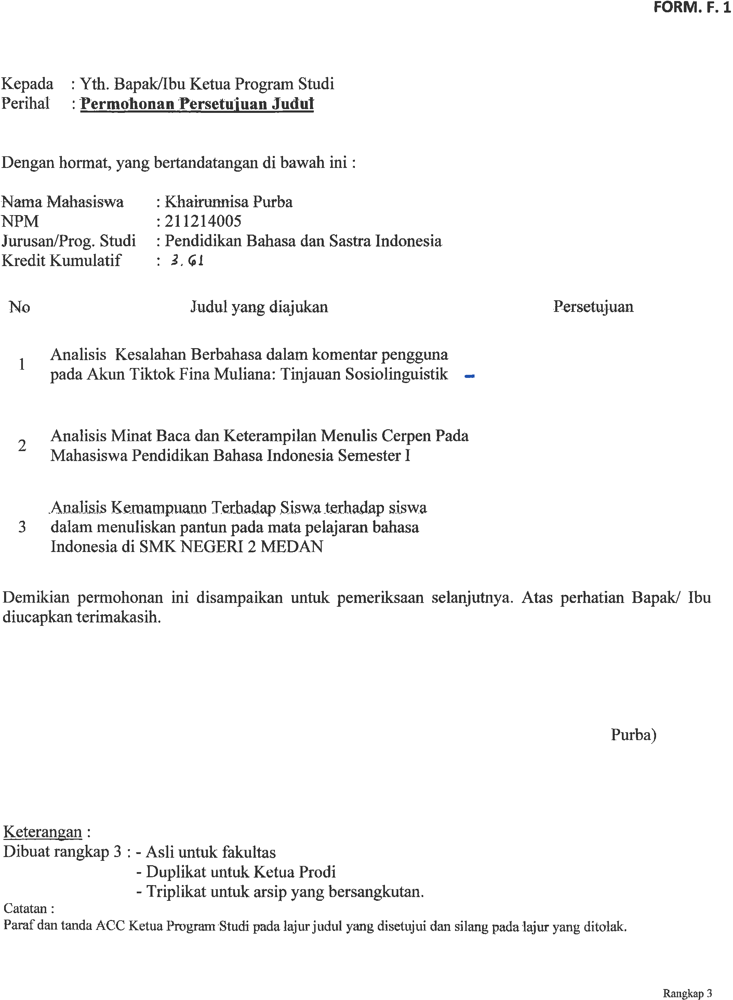 FORM. F. 1
Kepada : Yth. Bapak/Ibu Ketua Program Studi
Perihal : Permohonan Persetujuan Judul
Dengan hormat, yang bertandatangan di bawah ini :
Nama Mahasiswa : Khairunnisa Purba
NPM : 211214005
Jurusan/Prog. Studi : Pendidikan Bahasa dan Sastra Indonesia
Kredit Kumulatif : 3.61
No Judul yang diajukan Persetujuan
1 Analisis Kesalahan Berbahasa dalam komentar pengguna
pada Akun Tiktok Fina Muliana: Tinjauan Sosiolinguistik -
2 Analisis Minat Baca dan Keterampilan Menulis Cerpen Pada
Mahasiswa Pendidikan Bahasa Indonesia Semester I
Analisis Kemampuann Terhadap Siswa terhadap siswa
3 dalam menuliskan pantun pada mata pelajaran bahasa
Indonesia di SMK NEGERI 2 MEDAN
Demikian permohonan ini disampaikan untuk pemeriksaan selanjutnya. Atas perhatian Bapak/ Ibu
diucapkan terimakasih.
Purba)
Keterangan :
Dibuat rangkap 3 : - Asli untuk fakultas
- Duplikat untuk Ketua Prodi
- Triplikat untuk arsip yang bersangkutan.
Catatan :
Paraf dan tanda ACC Ketua Program Studi pada lajur judul yang disetujui dan silang pada lajur yang ditolak.
Rangkap 3